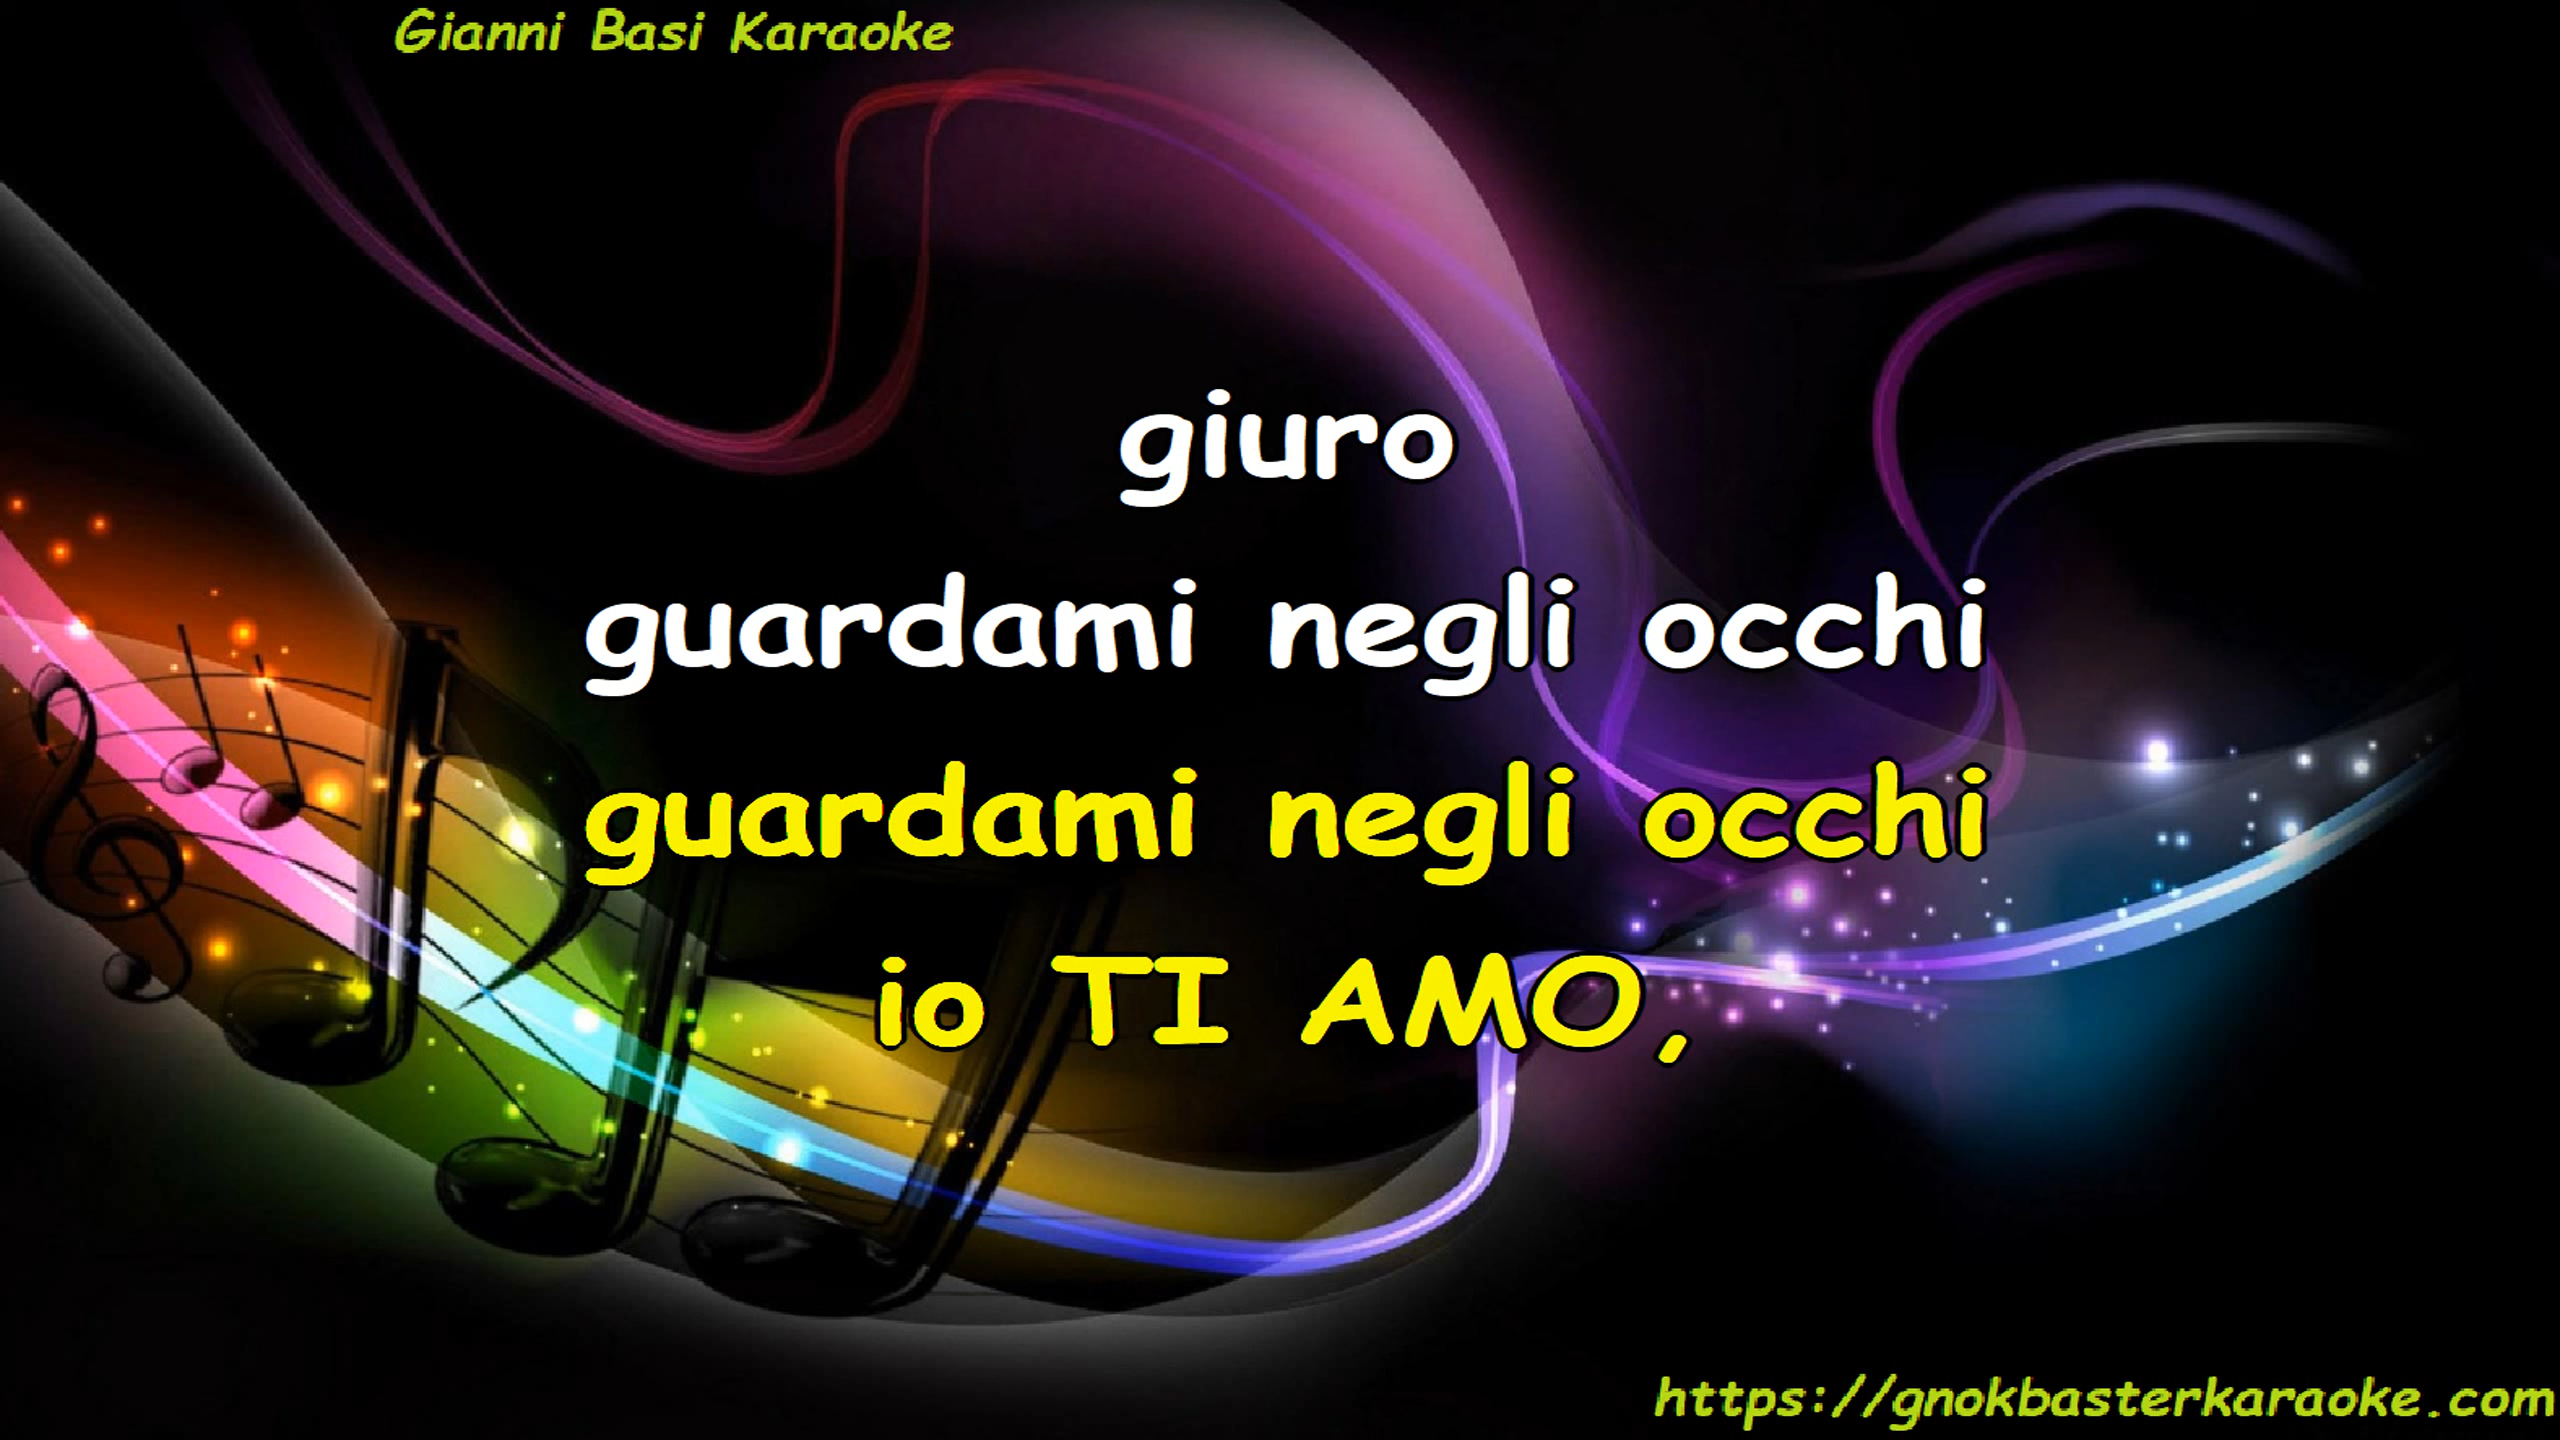 Gianni Basi Karaoke
giuro
guardami negli occhi
guardami negli occhi
io TI AMO,
https://gnokbasterkaraoke.com